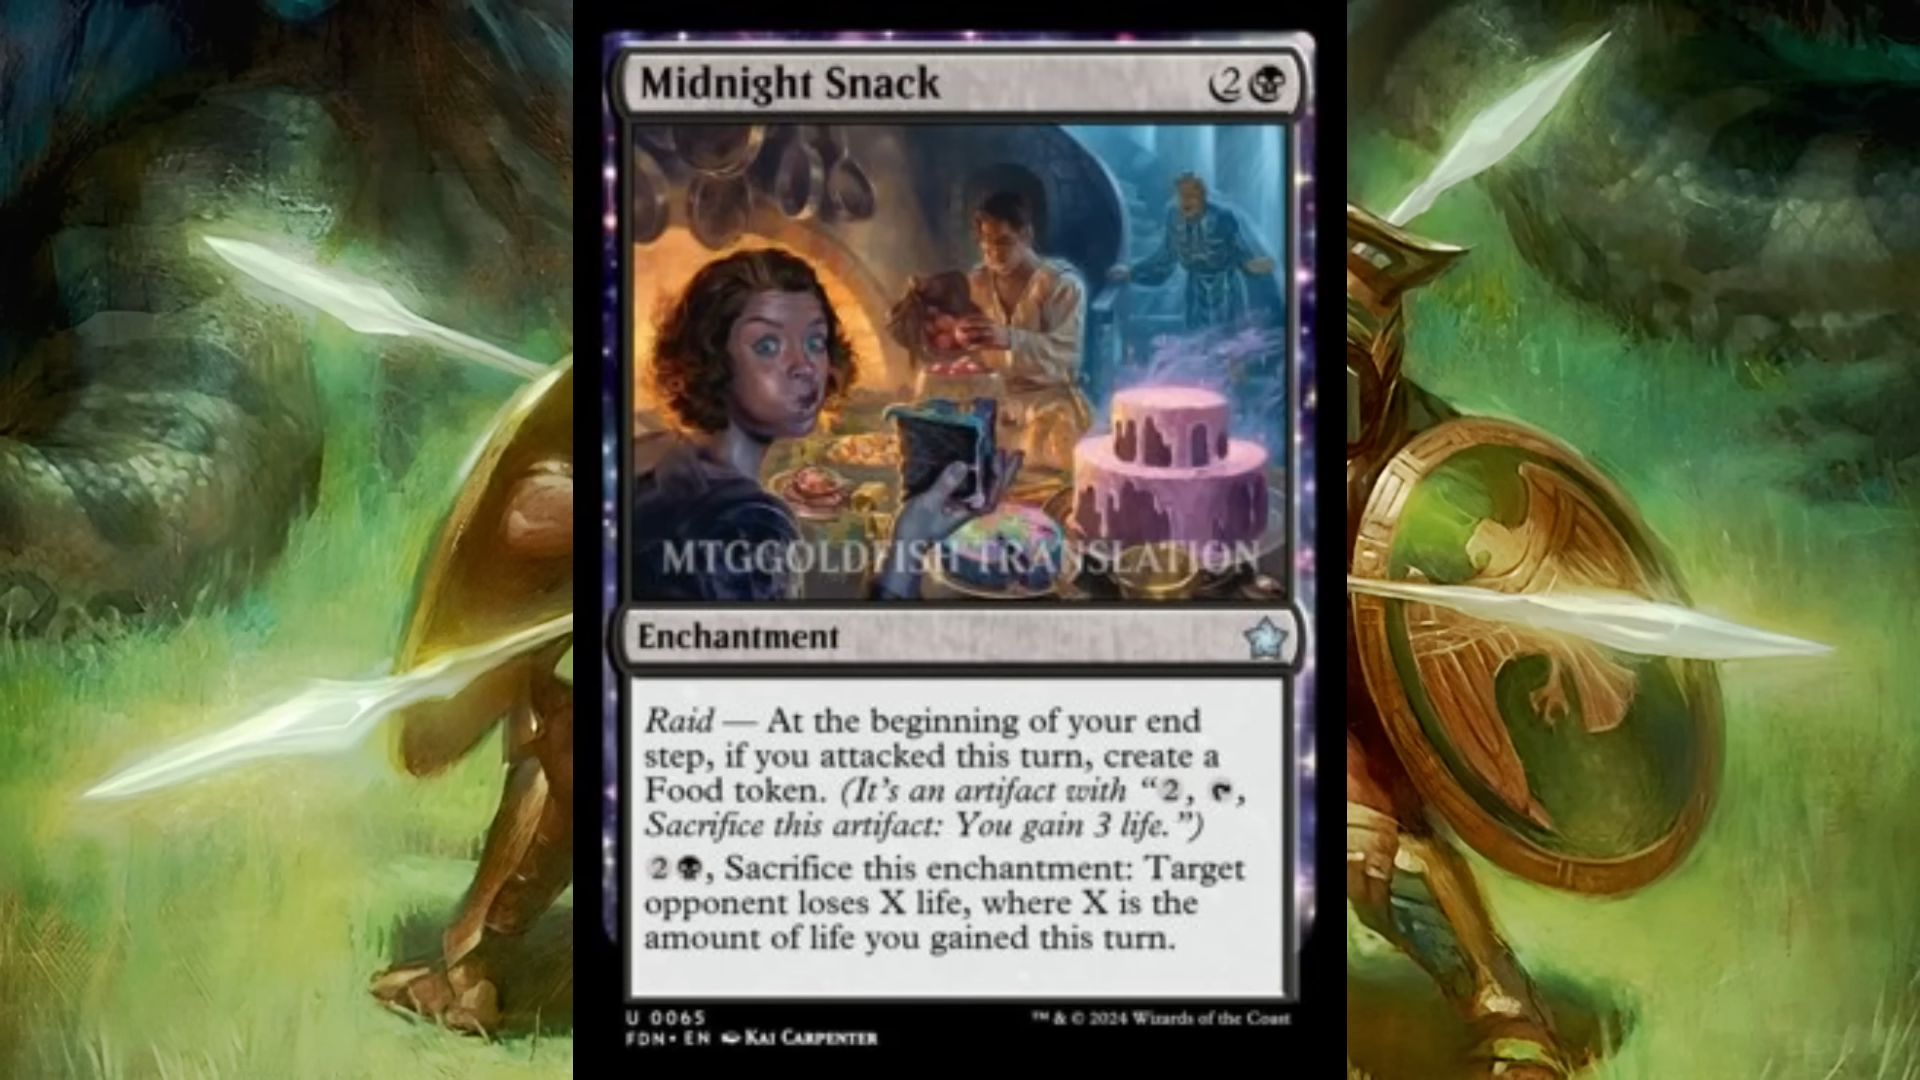 Midnight Snack 2
MTGGOLDFISH TRANSLATION
Enchantment
Raid — At the beginning of your end
step, if you attacked this turn, create a
Food token. (It's an artifact with “2, ,
Sacrifice this artifact: You gain 3 life.”)
2 , Sacrifice this enchantment: Target
opponent loses X life, where X is the
amount of life you gained this turn.
U 0065
FDN • EN KAI CARPENTER
™ & © 2024 Wizards of the Coast